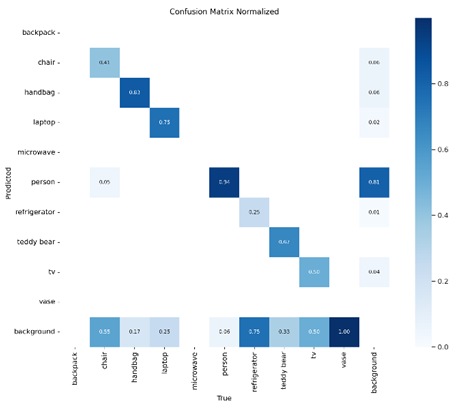 Confusion Matrix Normalized
backpack
chair 0.41 0.06
handbag 0.83 0.06
laptop 0.75 0.02
microwave
person 0.05 0.94 0.81
refrigerator 0.25 0.01
teddy bear 0.67
tv 0.50 0.04
vase
background 0.55 0.17 0.25 0.06 0.75 0.33 0.50 1.00
Predicted
backpack
chair
handbag
laptop
microwave
person
refrigerator
teddy bear
tv
vase
background
True
0.8
0.6
0.4
0.2
0.0